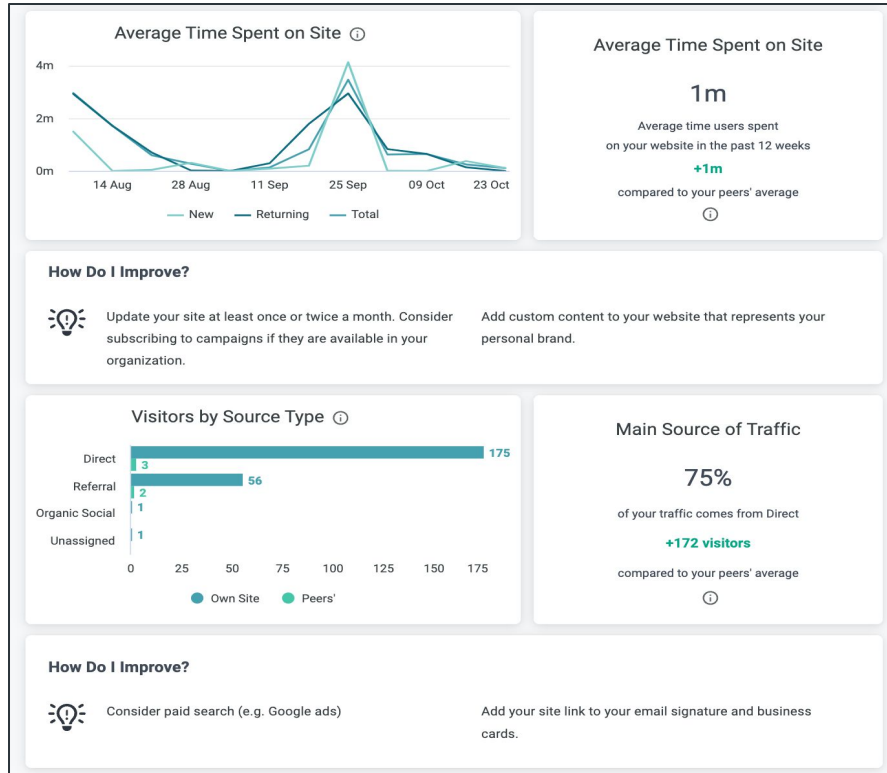 Average Time Spent on Site
4m
2m
0m
14 Aug 28 Aug 11 Sep 25 Sep 09 Oct 23 Oct
New Returning Total
Average Time Spent on Site
1m
Average time users spent
on your website in the past 12 weeks
+1m
compared to your peers' average
How Do I Improve?
Update your site at least once or twice a month. Consider
subscribing to campaigns if they are available in your
organization.
Add custom content to your website that represents your
personal brand.
Visitors by Source Type
Direct 175
3
Referral 56
2
Organic Social 1
Unassigned 1
0 25 50 75 100 125 150 175
Own Site Peers'
Main Source of Traffic
75%
of your traffic comes from Direct
+172 visitors
compared to your peers' average
How Do I Improve?
Consider paid search (e.g. Google ads)
Add your site link to your email signature and business
cards.